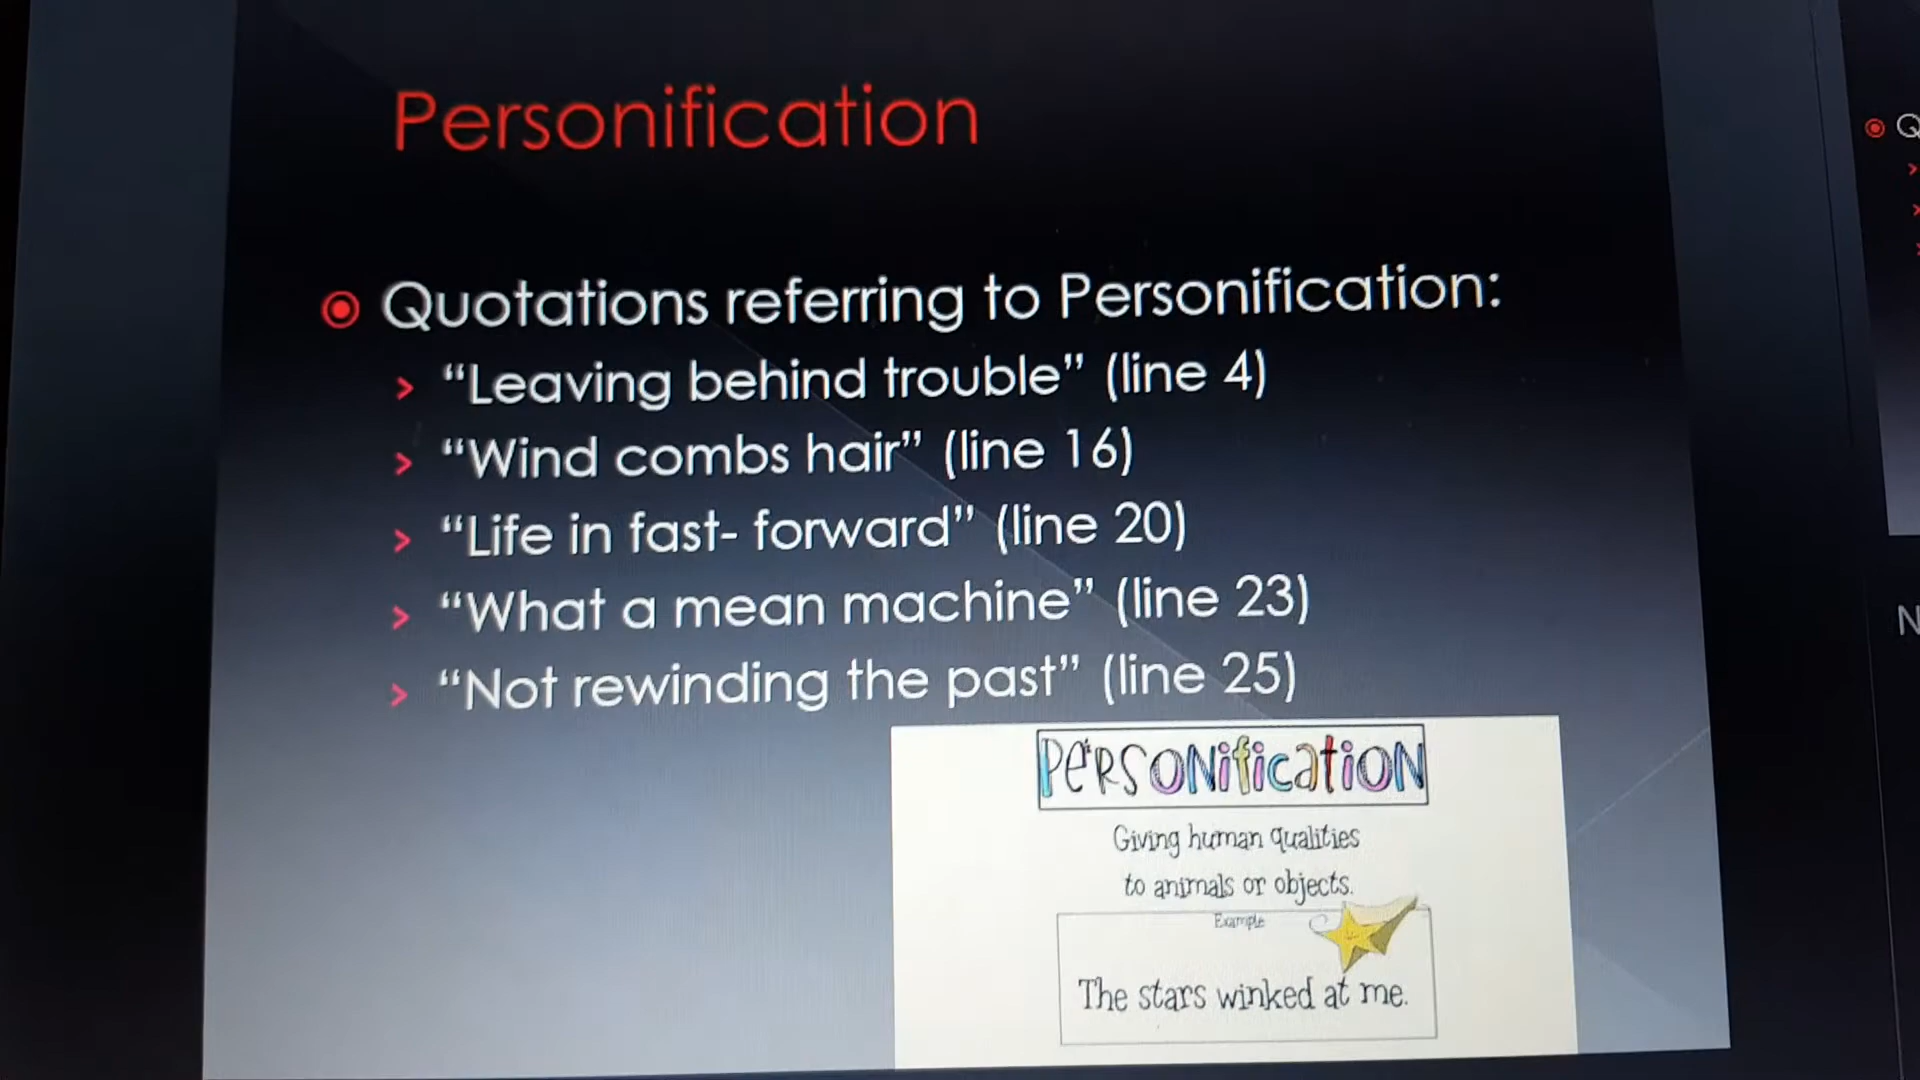 Personification
Quotations referring to Personification:
“Leaving behind trouble” (line 4)
“Wind combs hair” (line 16)
“Life in fast- forward” (line 20)
“What a mean machine” (line 23)
“Not rewinding the past” (line 25)
PeRSONification
Giving human qualities
to animals or objects.
Example
The stars winked at me.
Q
N